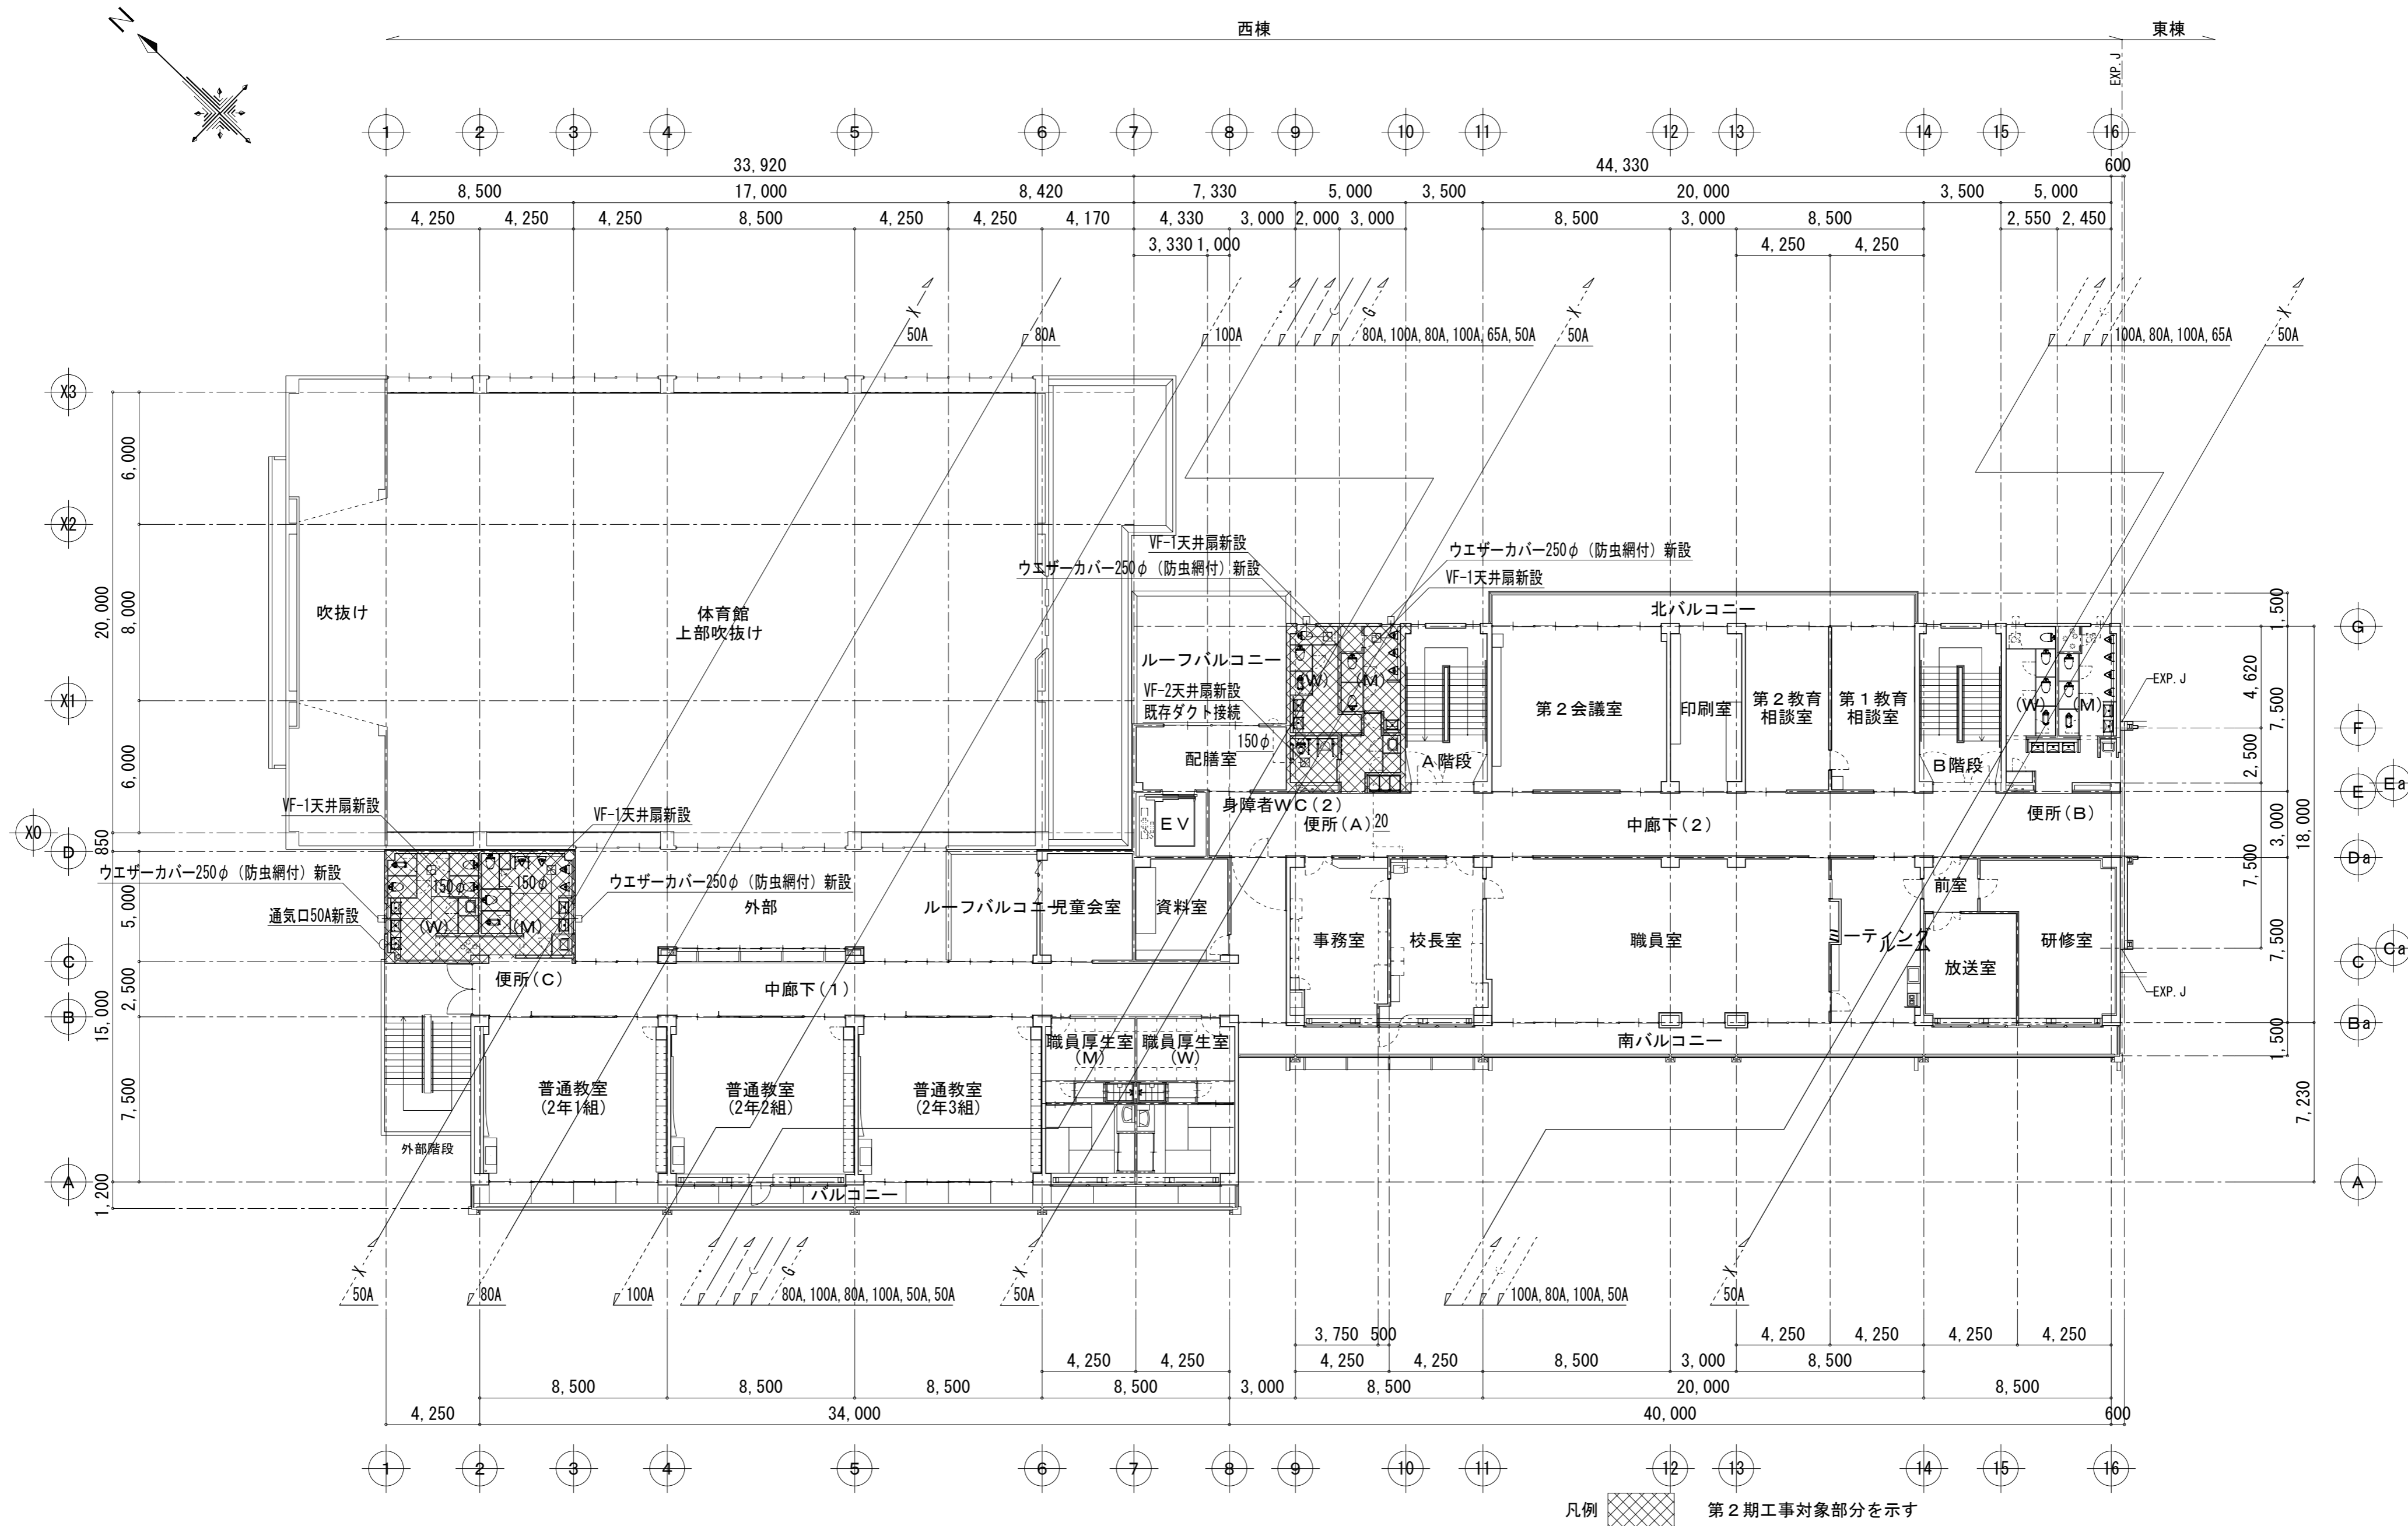 N
西棟 東棟
EXP.J
1 2 3 4 5 6 7 8 9 10 11 12 13 14 15 16
33,920 44,330 600
8,500 17,000 8,420 7,330 5,000 3,500 20,000 3,500 5,000
4,250 4,250 4,250 8,500 4,250 4,250 4,170 4,330 3,000 2,000 3,000 8,500 3,000 8,500 2,550 2,450
3,330 1,000 4,250 4,250
X X X
G
50A 80A 100A 80A,100A,80A,100A,65A,50A 50A 100A,80A,100A,65A 50A
X3
6,000
X2
VF-1天井扇新設
ウエザーカバー250φ（防虫網付）新設
ウエザーカバー250φ（防虫網付）新設
VF-1天井扇新設
20,000
8,000
吹抜け
体育館
上部吹抜け
北バルコニー
1,500
G
ルーフバルコニー
(W) (M)
VF-2天井扇新設
既存ダクト接続
150φ
X1
第２会議室
印刷室
第２教育
相談室
第１教育
相談室
(W) (M)
EXP.J
4,620
7,500
F
配膳室
A階段
B階段
2,500
6,000
E
Ea
VF-1天井扇新設
VF-1天井扇新設
身障者WC(2)
EV
便所(A)
20
中廊下(2)
便所(B)
3,000
18,000
X0
850
D
Da
ウエザーカバー250φ（防虫網付）新設
150φ 150φ
ウエザーカバー250φ（防虫網付）新設
通気口50A新設
外部
ルーフバルコニー
児童会室
資料室
前室
7,500
5,000
(W) (M)
事務室
校長室
職員室
ーティング
ルーム
放送室
研修室
7,500
C
C
Ca
便所(C)
中廊下(1)
EXP.J
2,500
B
Ba
15,000
南バルコニー
1,500
職員厚生室
(M)
職員厚生室
(W)
普通教室
(2年1組)
普通教室
(2年2組)
普通教室
(2年3組)
7,500
7,230
外部階段
A
A
バルコニー
1,200
X X X
G
50A 80A 100A 80A,100A,80A,100A,50A,50A 50A 100A,80A,100A,50A 50A
3,750 500 4,250 4,250 4,250 4,250
4,250 4,250 4,250 4,250 8,500 3,000 8,500
8,500 8,500 8,500 8,500 3,000 8,500 20,000 8,500
4,250 34,000 40,000 600
1 2 3 4 5 6 7 8 9 10 11 12 13 14 15 16
凡例 第２期工事対象部分を示す